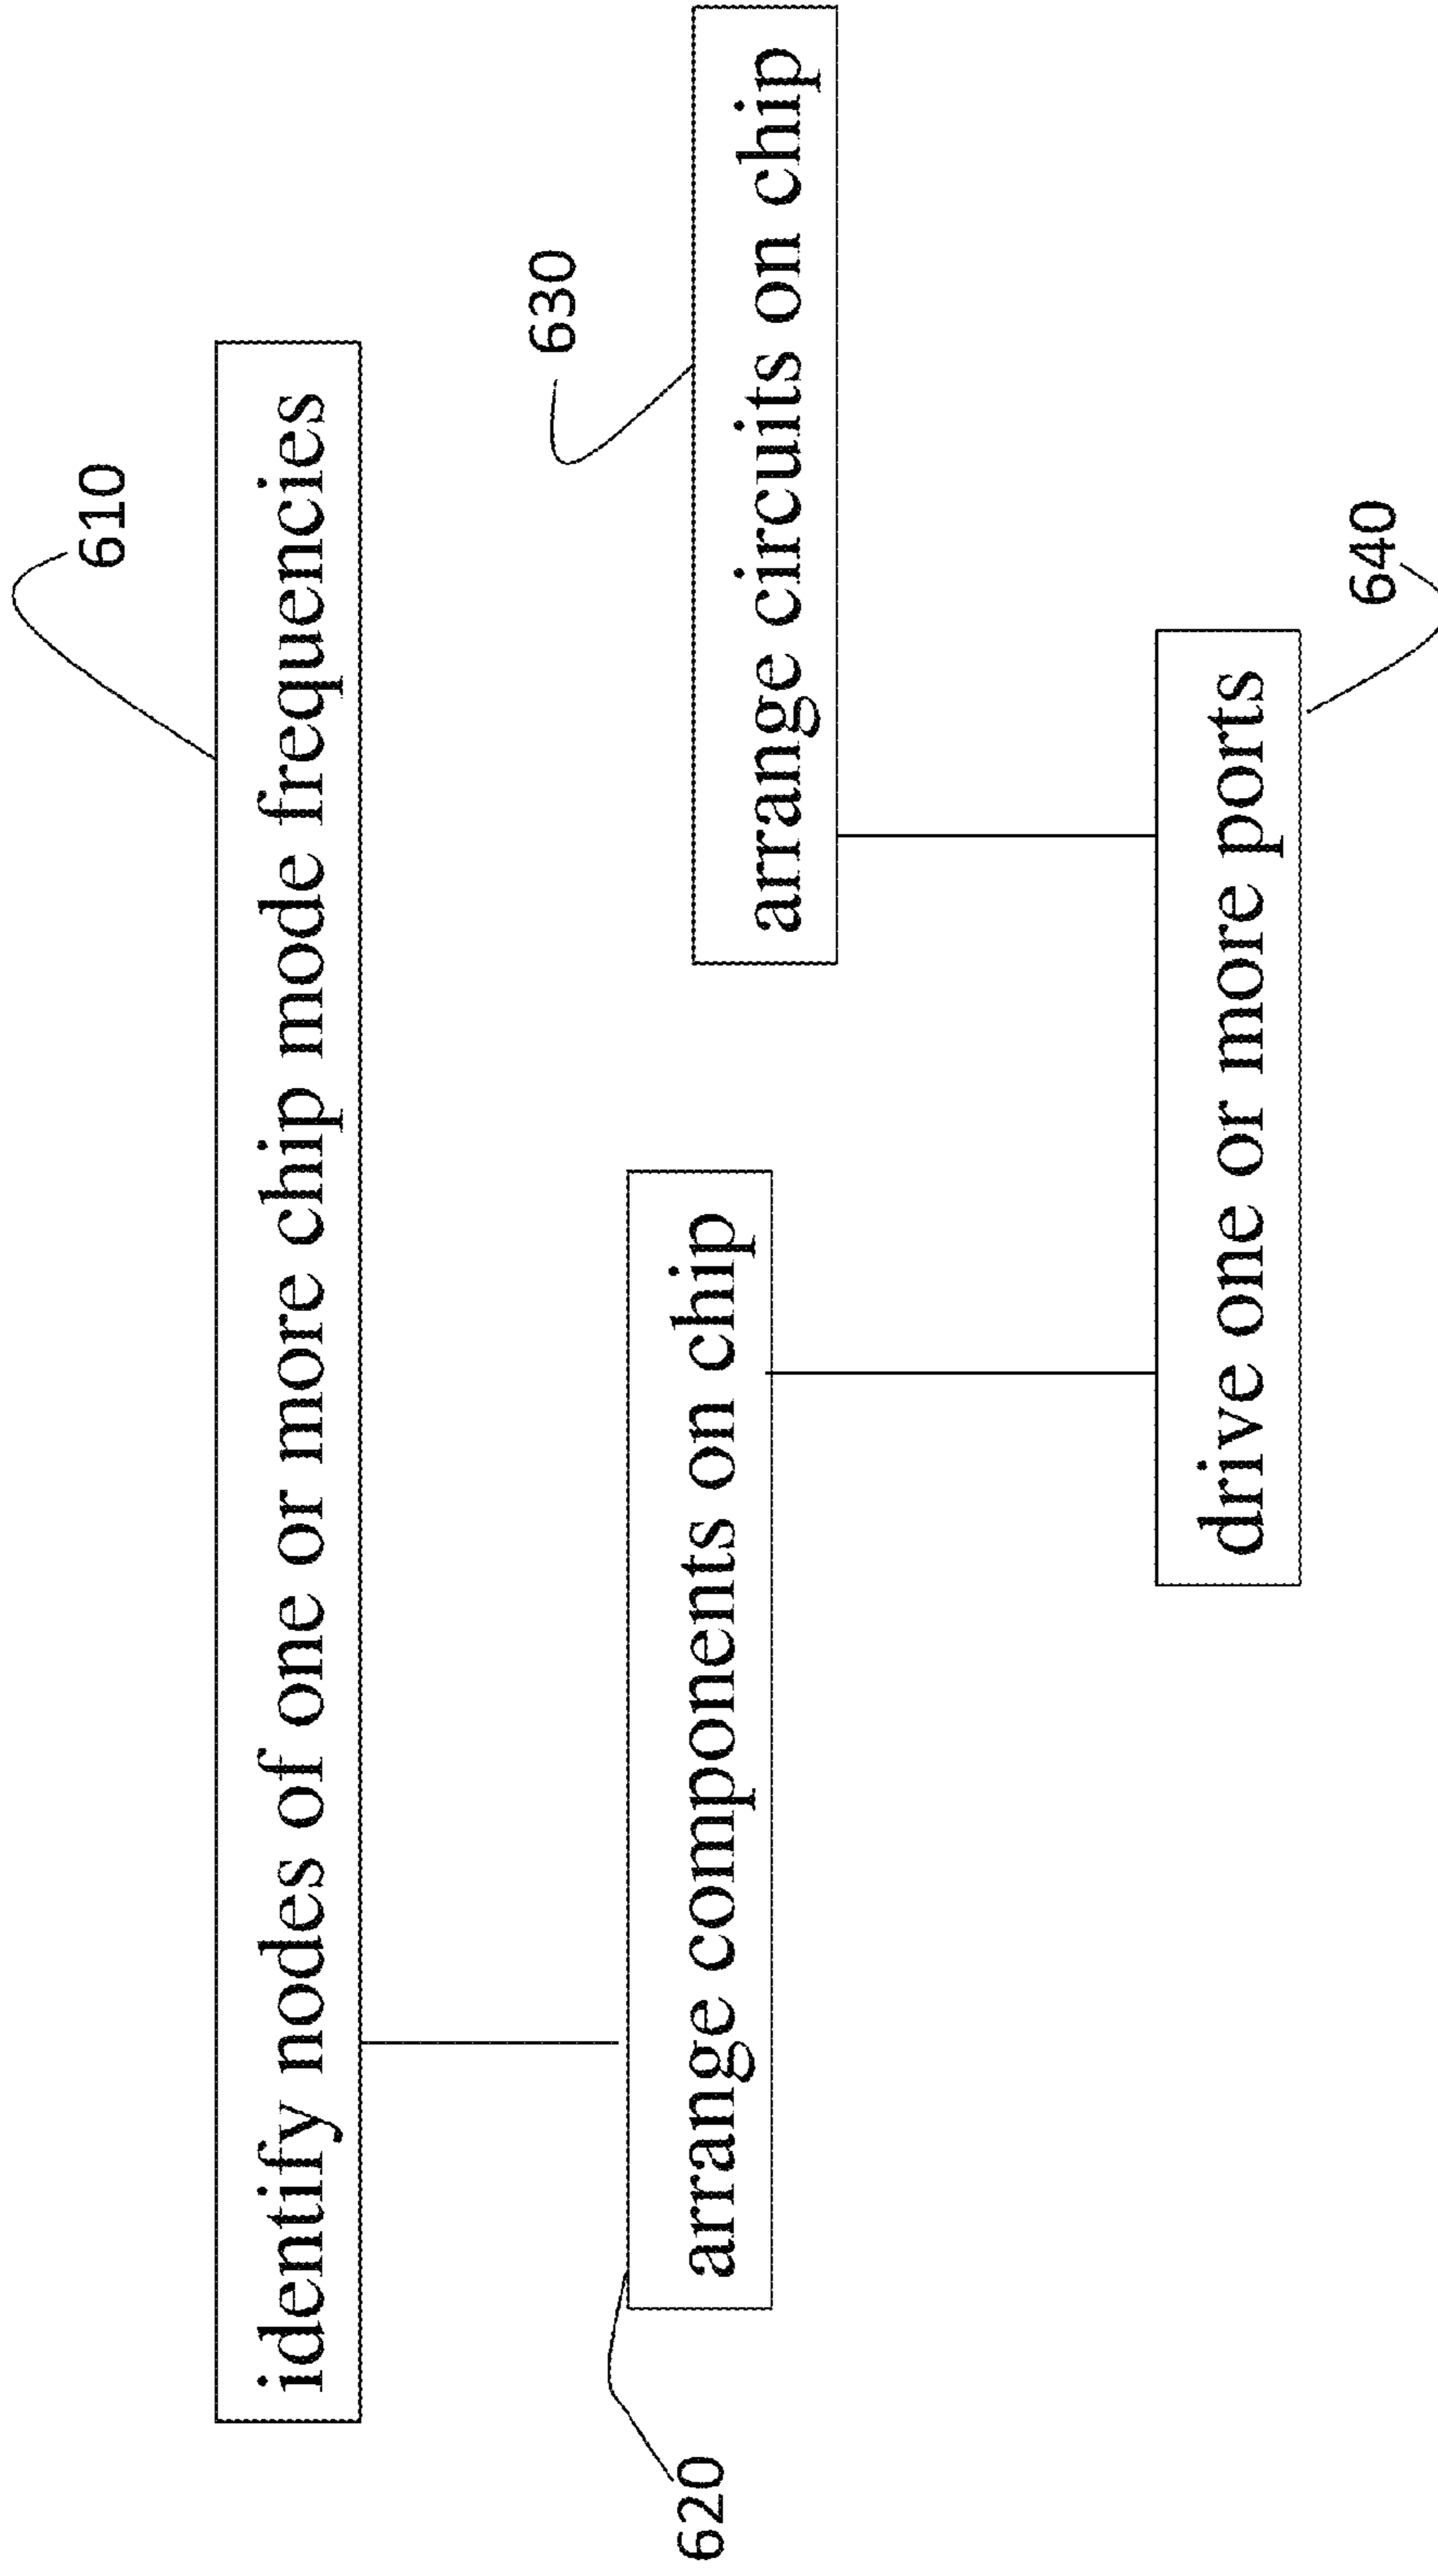 610
identify nodes of one or more chip mode frequencies
630
620
arrange components on chip
arrange circuits on chip
drive one or more ports
640